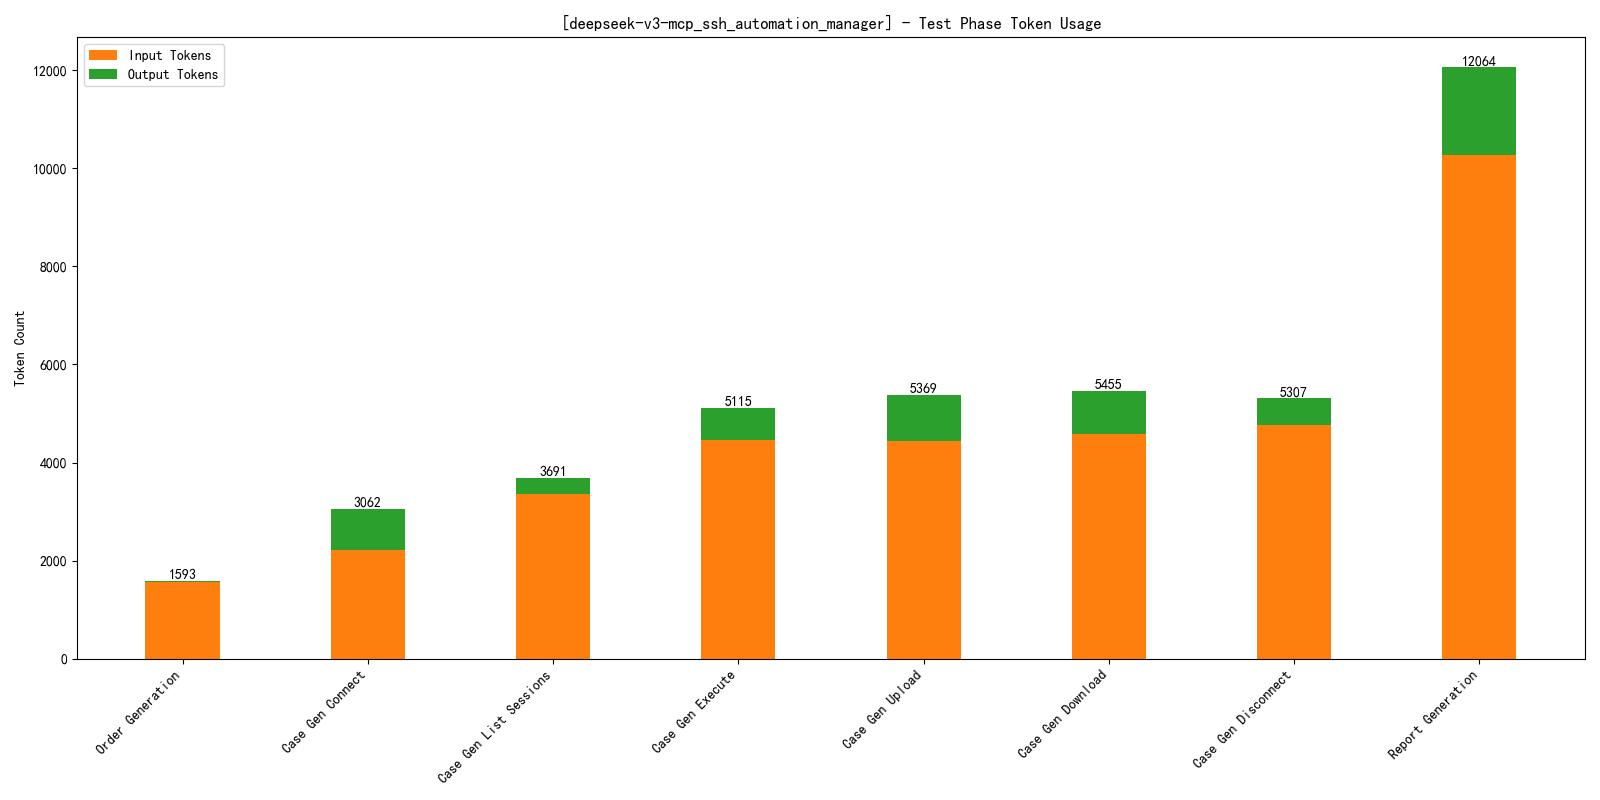 [deepseek-v3-mcp_ssh_automation_manager] - Test Phase Token Usage
Input Tokens
Output Tokens
Token Count
12000
10000
8000
6000
4000
2000
0
1593
3062
3691
5115
5369
5455
5307
12064
Order Generation
Case Gen Connect
Case Gen List Sessions
Case Gen Execute
Case Gen Upload
Case Gen Download
Case Gen Disconnect
Report Generation